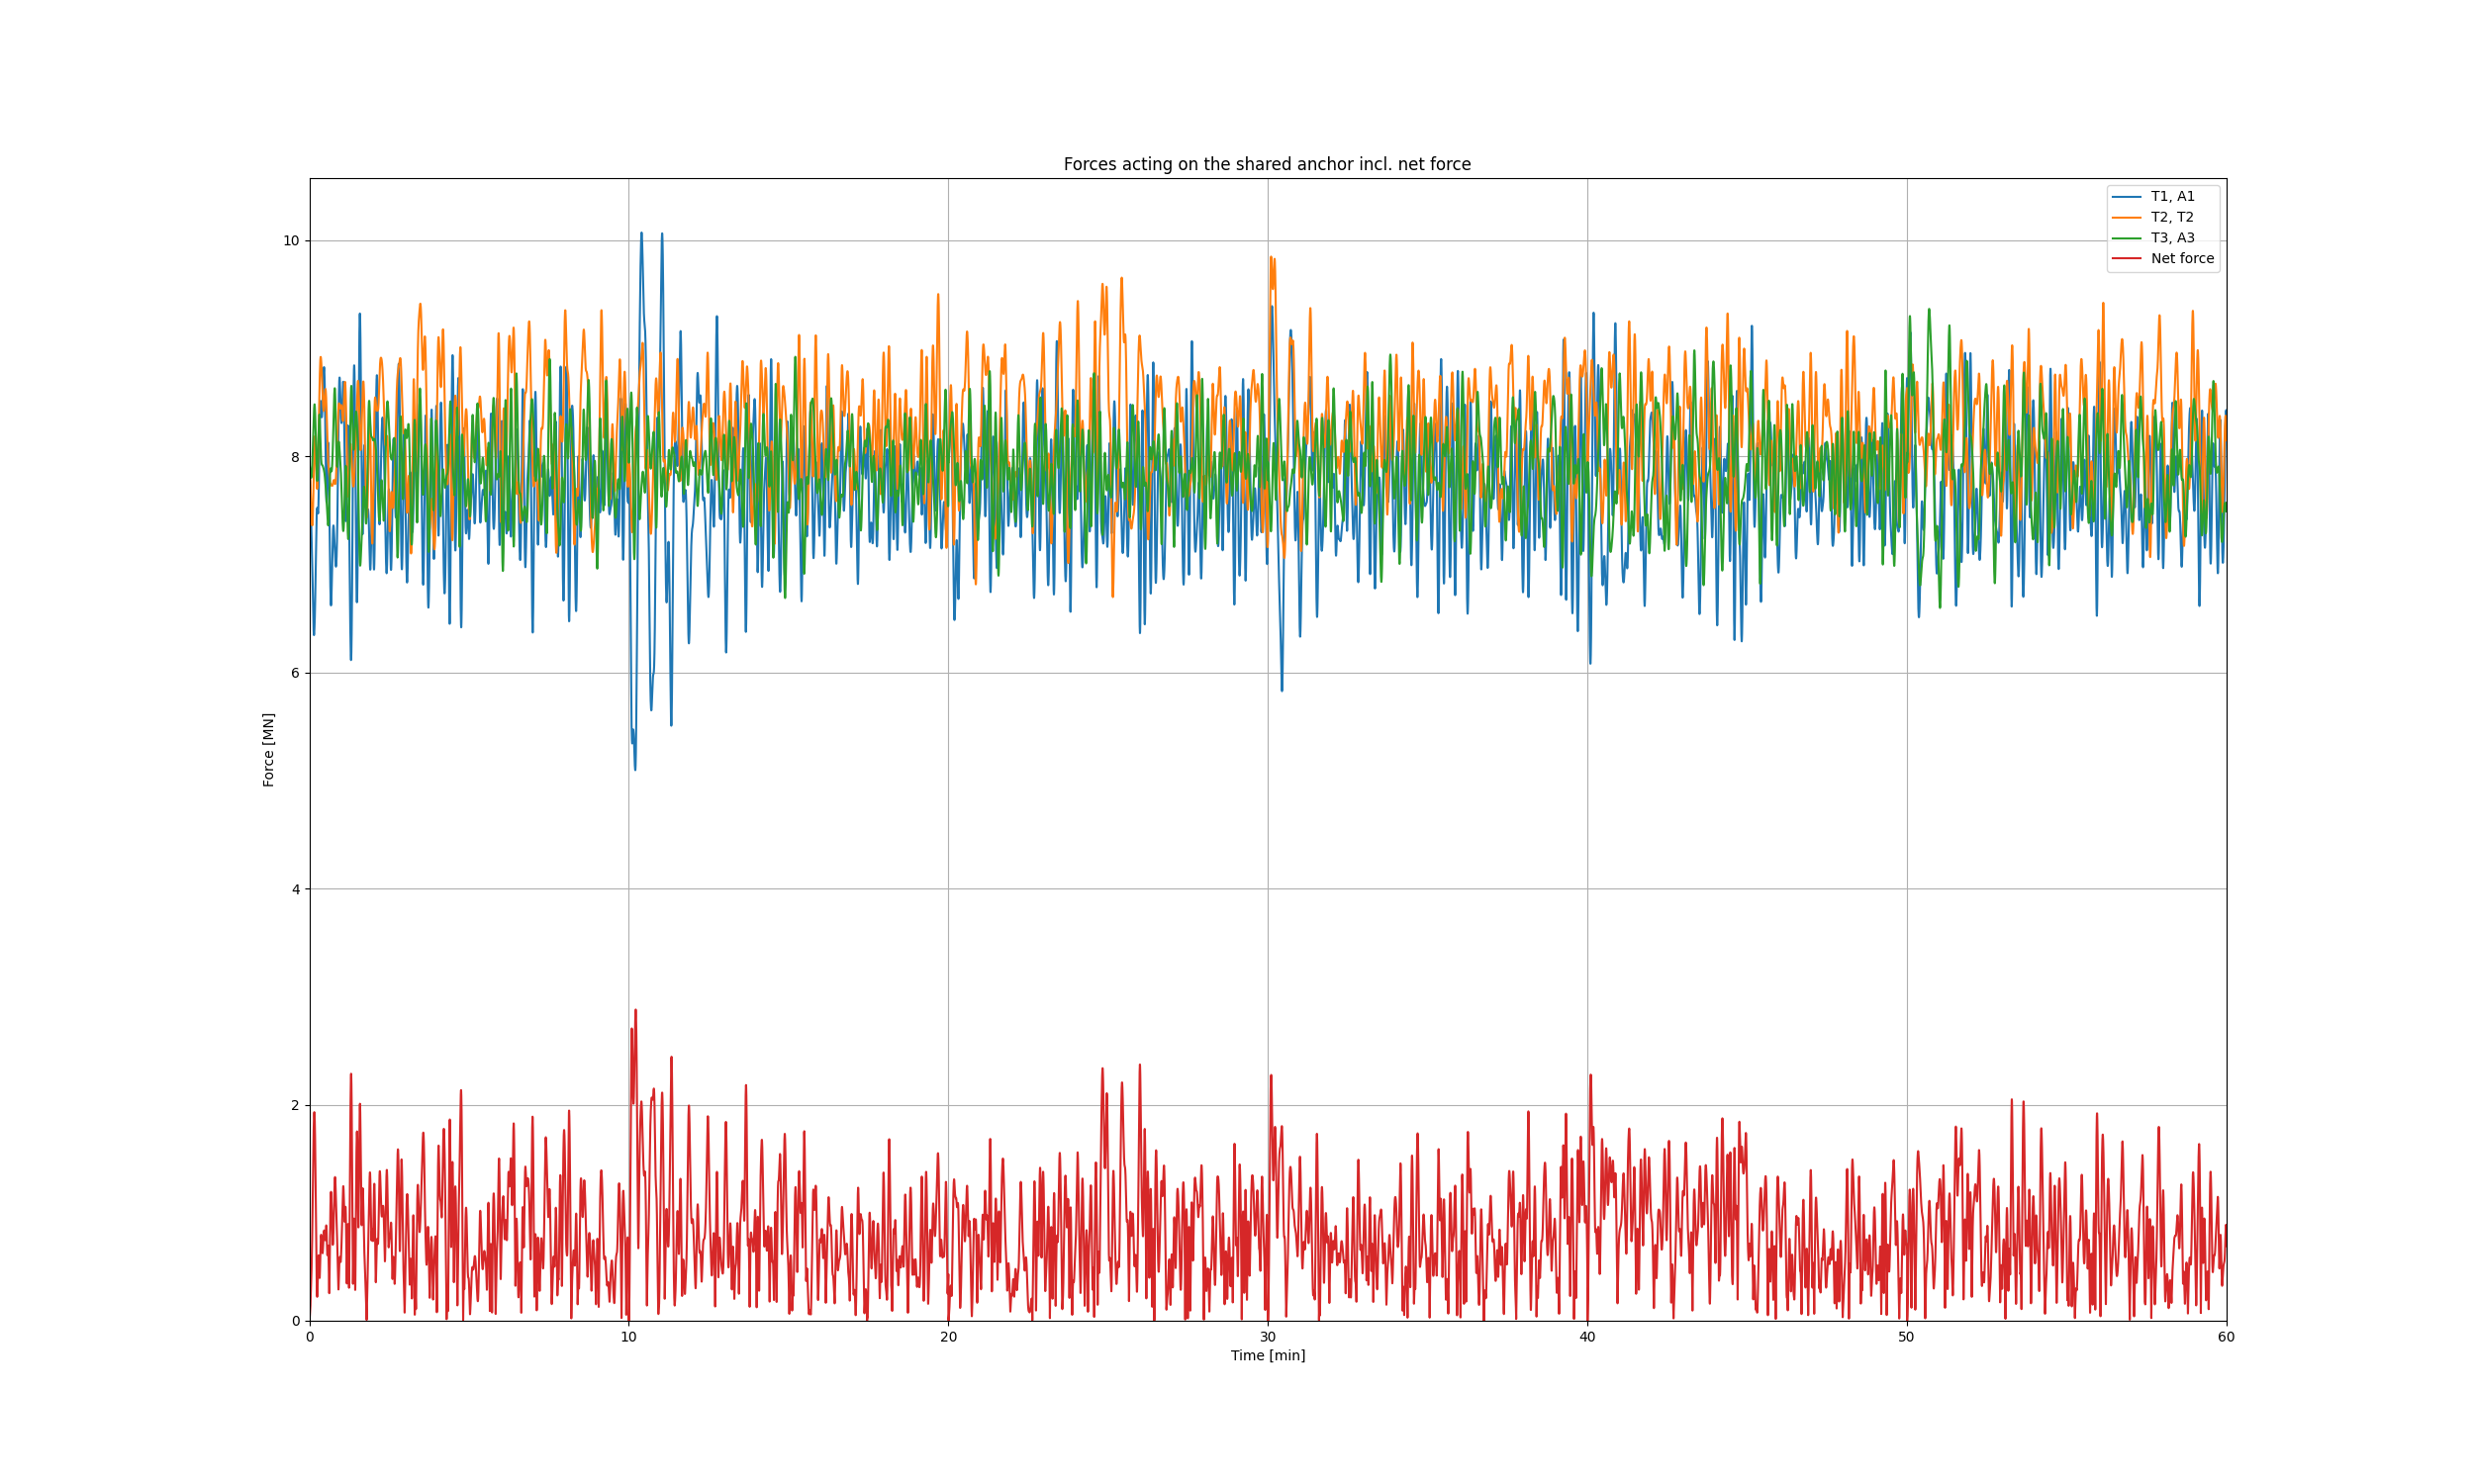 Forces acting on the shared anchor incl. net force
T1, A1
T2, T2
T3, A3
Net force
Force [MN]
10
8
6
4
2
0
0 10 20 30 40 50 60
Time [min]